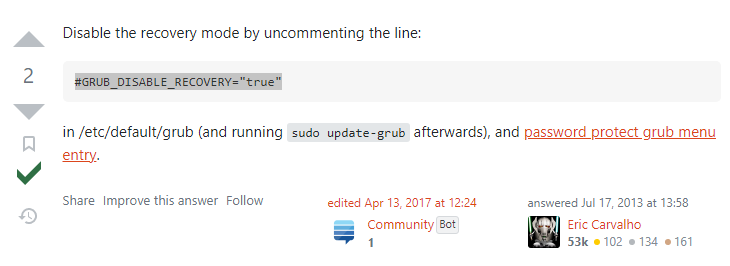 Disable the recovery mode by uncommenting the line:
2
#GRUB_DISABLE_RECOVERY="true"
in /etc/default/grub (and running sudo update-grub afterwards), and password protect grub menu
entry.
Share Improve this answer Follow
edited Apr 13, 2017 at 12:24
Community Bot
1
answered Jul 17, 2013 at 13:58
Eric Carvalho
53k 102 134 161